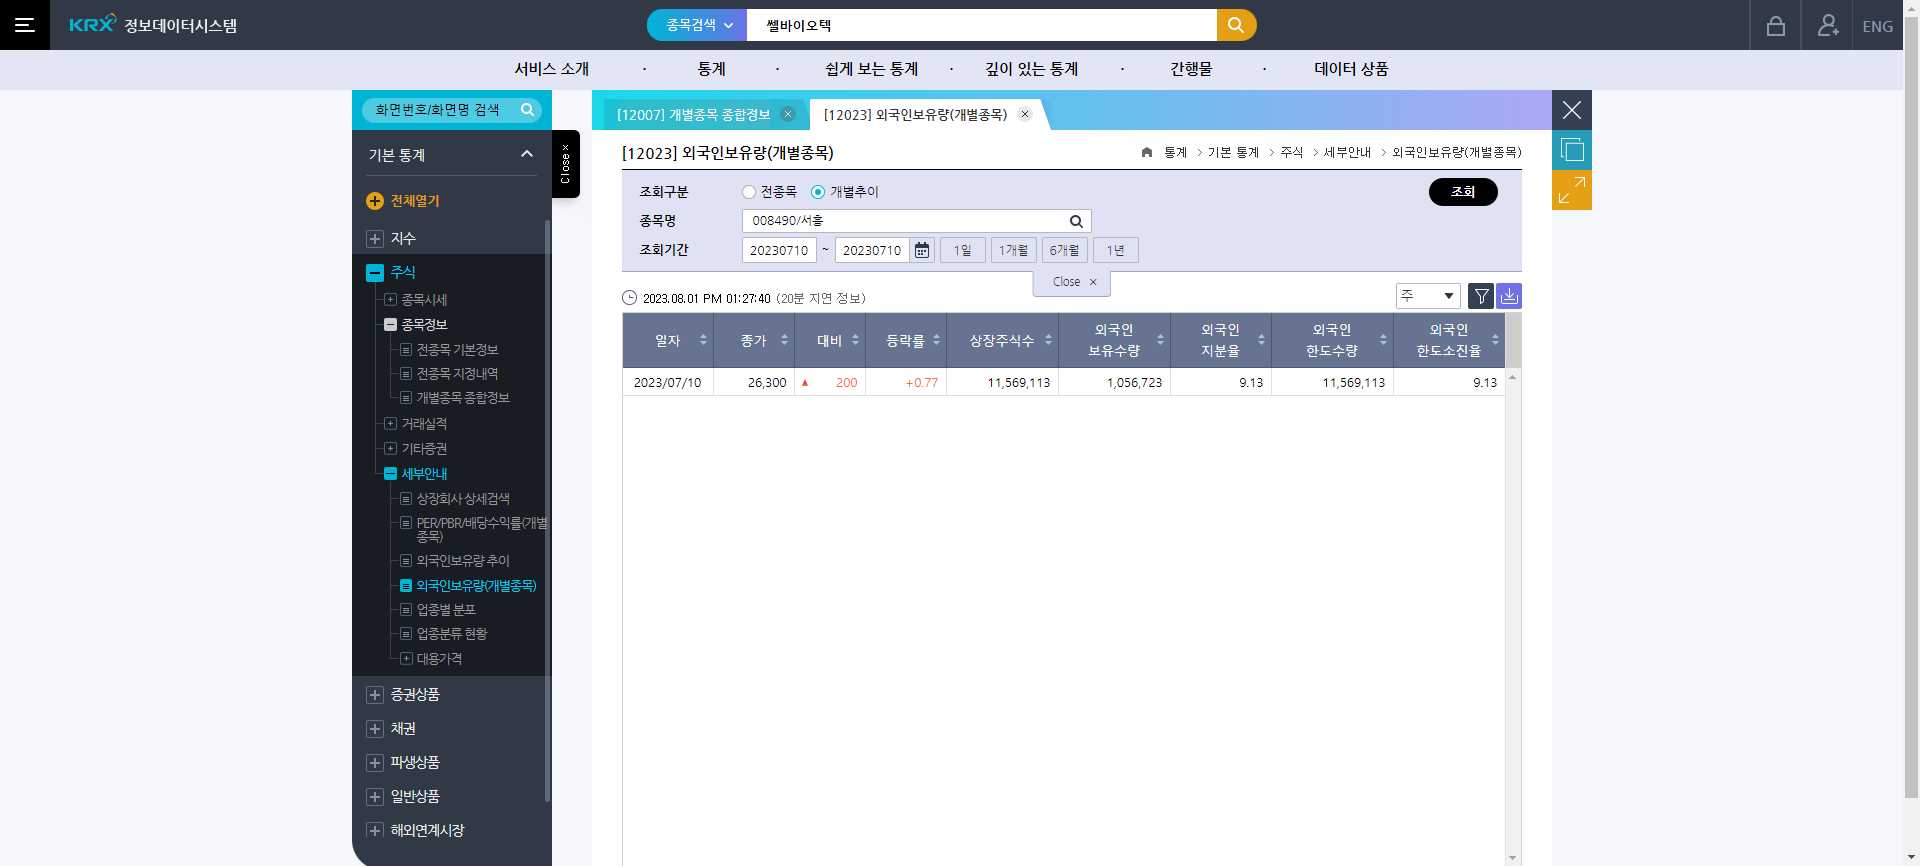 KRX 정보데이터시스템
종목검색
쎌바이오텍
ENG
서비스 소개 · 통계 · 쉽게 보는 통계 · 깊이 있는 통계 · 간행물 · 데이터 상품
화면번호/화면명 검색
기본 통계
전체열기
지수
주식
종목시세
종목정보
전종목 기본정보
전종목 지정내역
개별종목 종합정보
거래실적
기타증권
세부안내
상장회사 상세검색
PER/PBR/배당수익률(개별
종목)
외국인보유량 추이
외국인보유량(개별종목)
업종별 분포
업종분류 현황
대용가격
증권상품
채권
파생상품
일반상품
해외연계시장
Close ×
[12007] 개별종목 종합정보 ×
[12023] 외국인보유량(개별종목) ×
[12023] 외국인보유량(개별종목)
통계 > 기본 통계 > 주식 > 세부안내 > 외국인보유량(개별종목)
조회구분 전종목 개별추이
조회
종목명 008490/서흥
조회기간 20230710 ~ 20230710 1일 1개월 6개월 1년
Close ×
2023.08.01 PM 01:27:40 (20분 지연 정보)
주
일자 종가 대비 등락률 상장주식수 외국인 보유수량 외국인 지분율 외국인 한도수량 외국인 한도소진율
2023/07/10 26,300 ▲ 200 +0.77 11,569,113 1,056,723 9.13 11,569,113 9.13